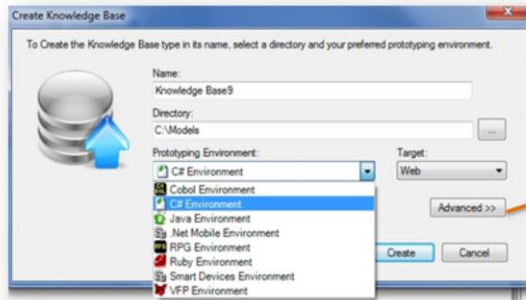 Create Knowledge Base
To Create the Knowledge Base type in its name, select a directory and your preferred prototyping environment.
Name:
Knowledge Base9
Directory:
C:\Models
...
Prototyping Environment:
Target:
C# Environment
Web
Cobol Environment
C# Environment
Java Environment
.Net Mobile Environment
RPG Environment
Ruby Environment
Smart Devices Environment
VFP Environment
Advanced >>
Create
Cancel